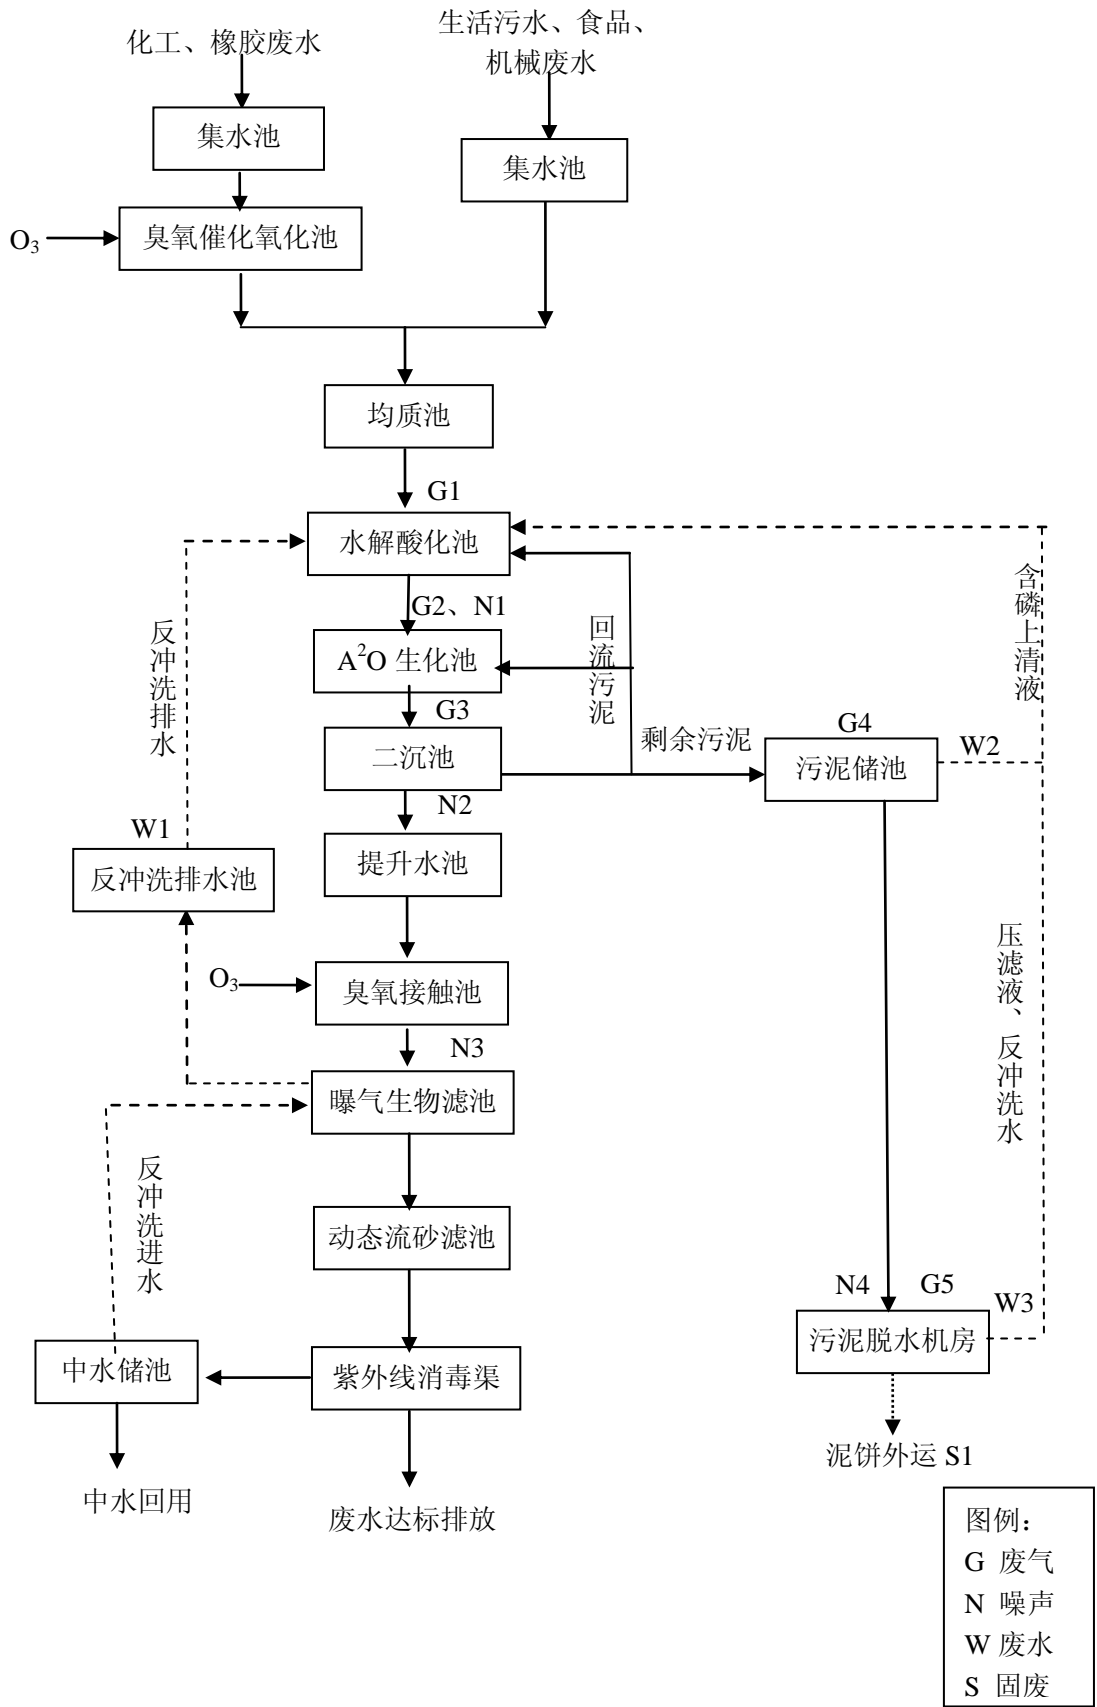 化工、橡胶废水
生活污水、食品、
机械废水
集水池
集水池
O₃
臭氧催化氧化池
均质池
G1
水解酸化池
G2、N1
A²O 生化池
G3
二沉池
回流污泥
剩余污泥
G4
污泥储池
W2
含磷上清液
N2
提升水池
反冲洗排水
W1
反冲洗排水池
O₃
臭氧接触池
N3
曝气生物滤池
压滤液、反冲洗水
反冲洗进水
动态流砂滤池
N4
G5
W3
污泥脱水机房
中水储池
紫外线消毒渠
泥饼外运 S1
中水回用
废水达标排放
图例：
G 废气
N 噪声
W 废水
S 固废